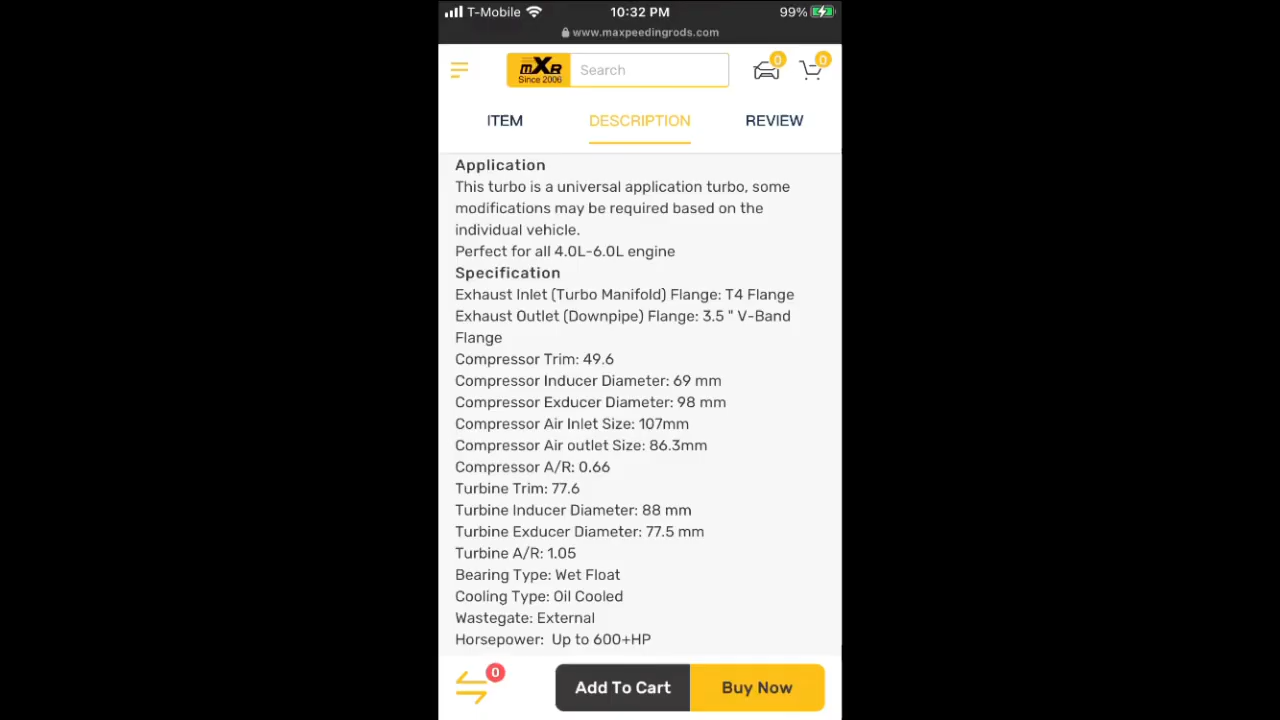 T-Mobile 10:32 PM 99%
www.maxpeedingrods.com
mXR Since 2006 Search 0 0
ITEM DESCRIPTION REVIEW
Application
This turbo is a universal application turbo, some
modifications may be required based on the
individual vehicle.
Perfect for all 4.0L-6.0L engine
Specification
Exhaust Inlet (Turbo Manifold) Flange: T4 Flange
Exhaust Outlet (Downpipe) Flange: 3.5 " V-Band
Flange
Compressor Trim: 49.6
Compressor Inducer Diameter: 69 mm
Compressor Exducer Diameter: 98 mm
Compressor Air Inlet Size: 107mm
Compressor Air outlet Size: 86.3mm
Compressor A/R: 0.66
Turbine Trim: 77.6
Turbine Inducer Diameter: 88 mm
Turbine Exducer Diameter: 77.5 mm
Turbine A/R: 1.05
Bearing Type: Wet Float
Cooling Type: Oil Cooled
Wastegate: External
Horsepower: Up to 600+HP
0 Add To Cart Buy Now